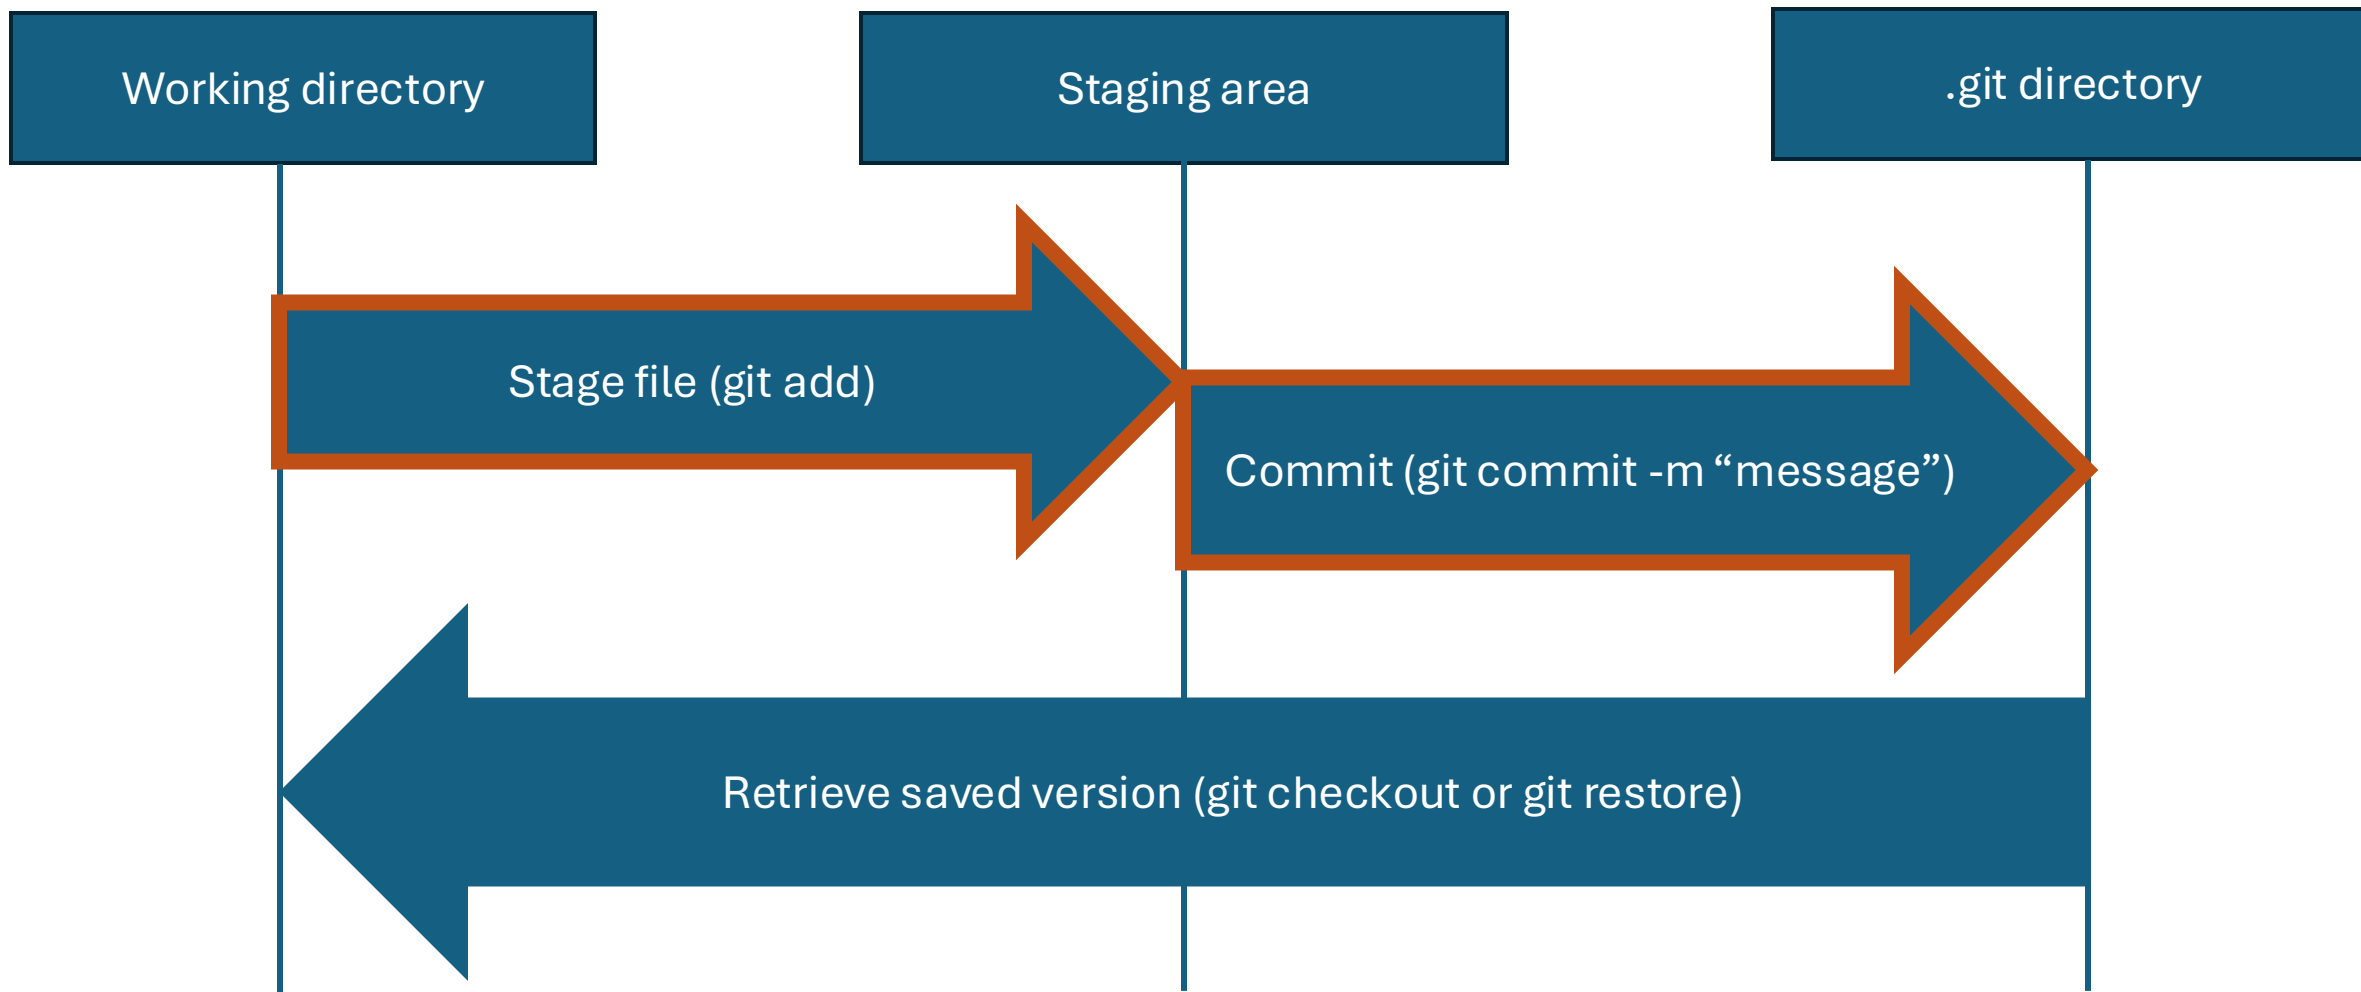 Working directory
Staging area
.git directory
Stage file (git add)
Commit (git commit -m “message”)
Retrieve saved version (git checkout or git restore)